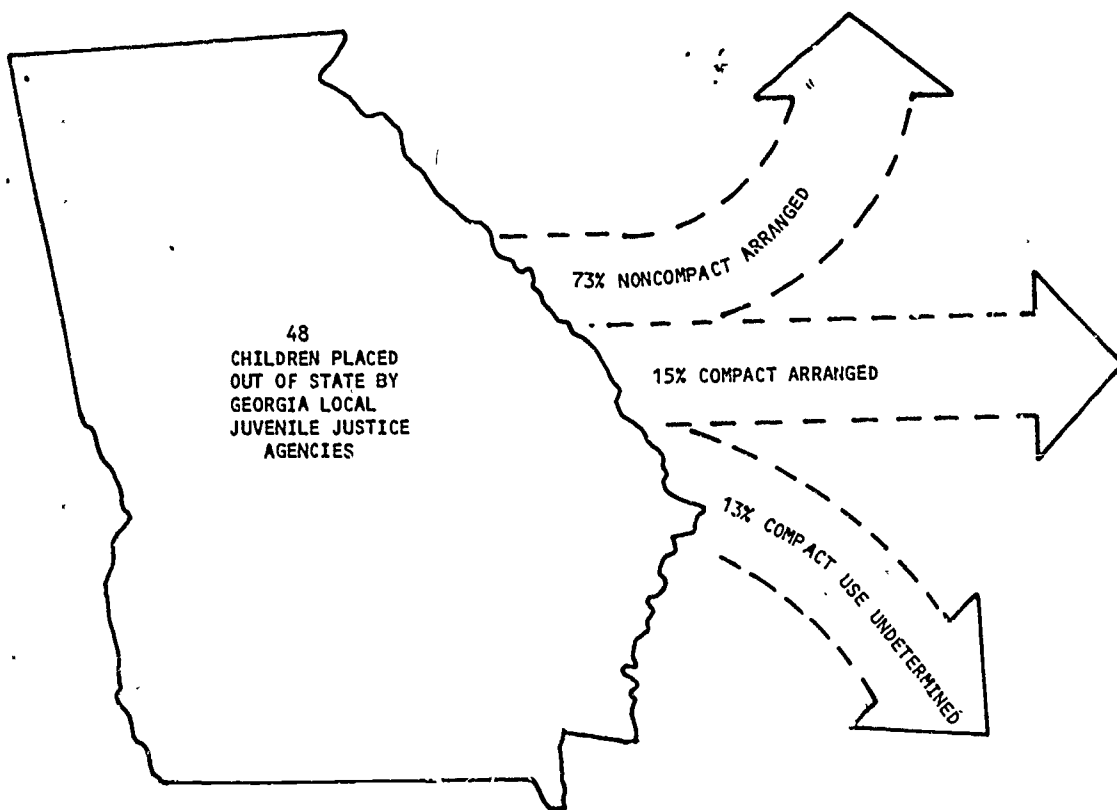 48
CHILDREN PLACED
OUT OF STATE BY
GEORGIA LOCAL
JUVENILE JUSTICE
AGENCIES
73% NONCOMPACT ARRANGED
15% COMPACT ARRANGED
13% COMPACT USE UNDETERMINED